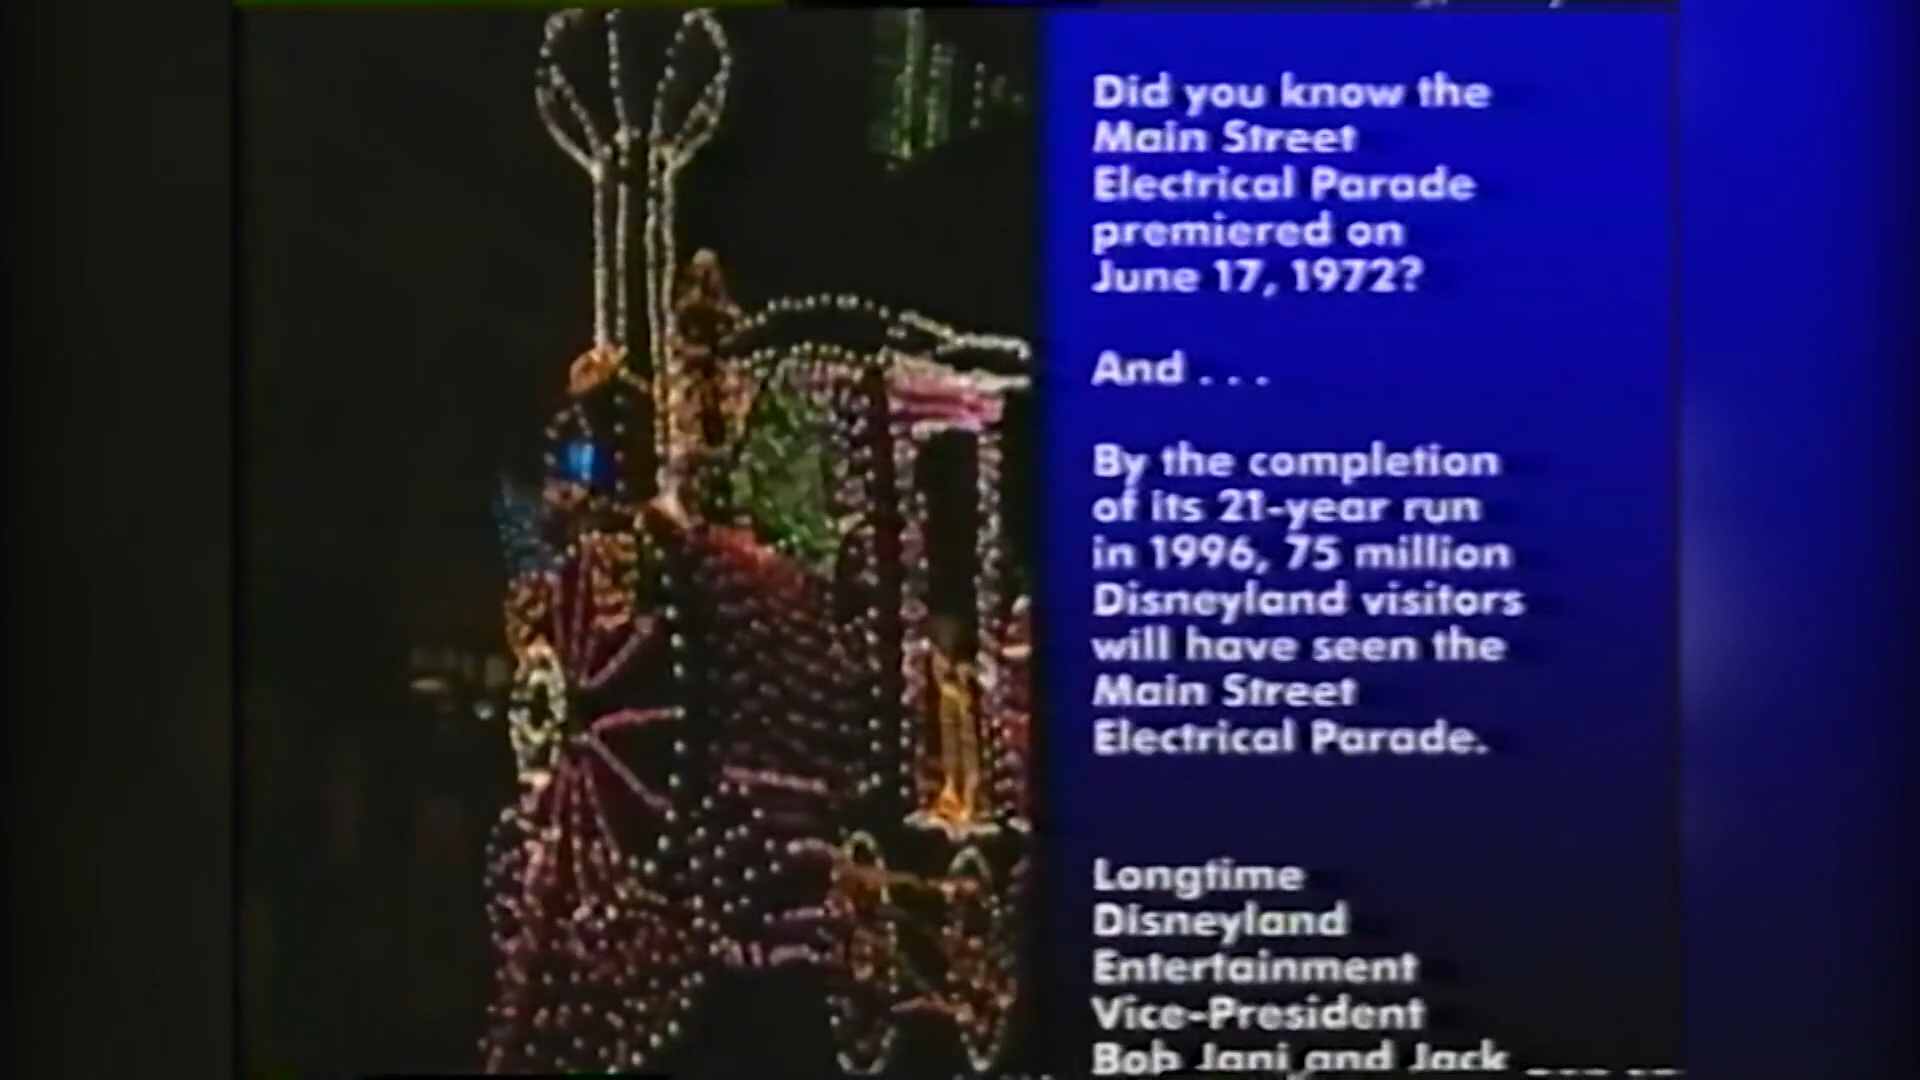 Did you know the
Main Street
Electrical Parade
premiered on
June 17, 1972?
And . . .
By the completion
of its 21-year run
in 1996, 75 million
Disneyland visitors
will have seen the
Main Street
Electrical Parade.
Longtime
Disneyland
Entertainment
Vice-President
Bob Jani and Jack